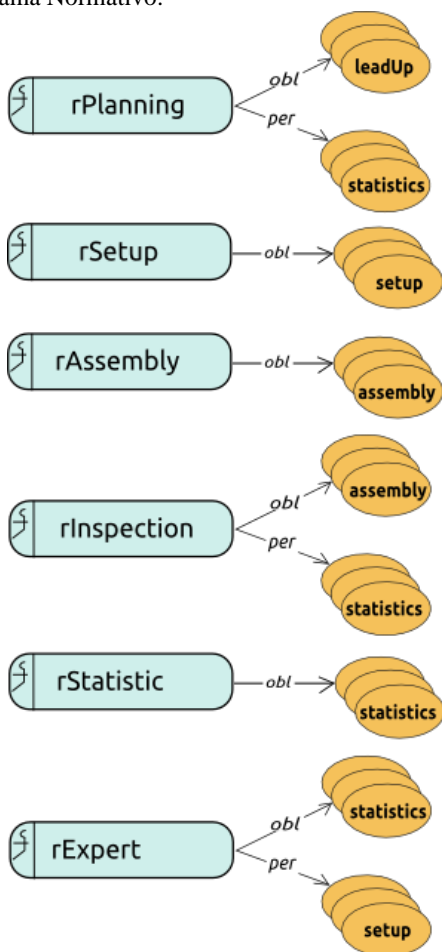 ama Normativo.
obl
leadUp
rPlanning
per
statistics
rSetup
obl
setup
rAssembly
obl
assembly
assembly
obl
rInspection
per
statistics
rStatistic
obl
statistics
statistics
obl
rExpert
per
setup